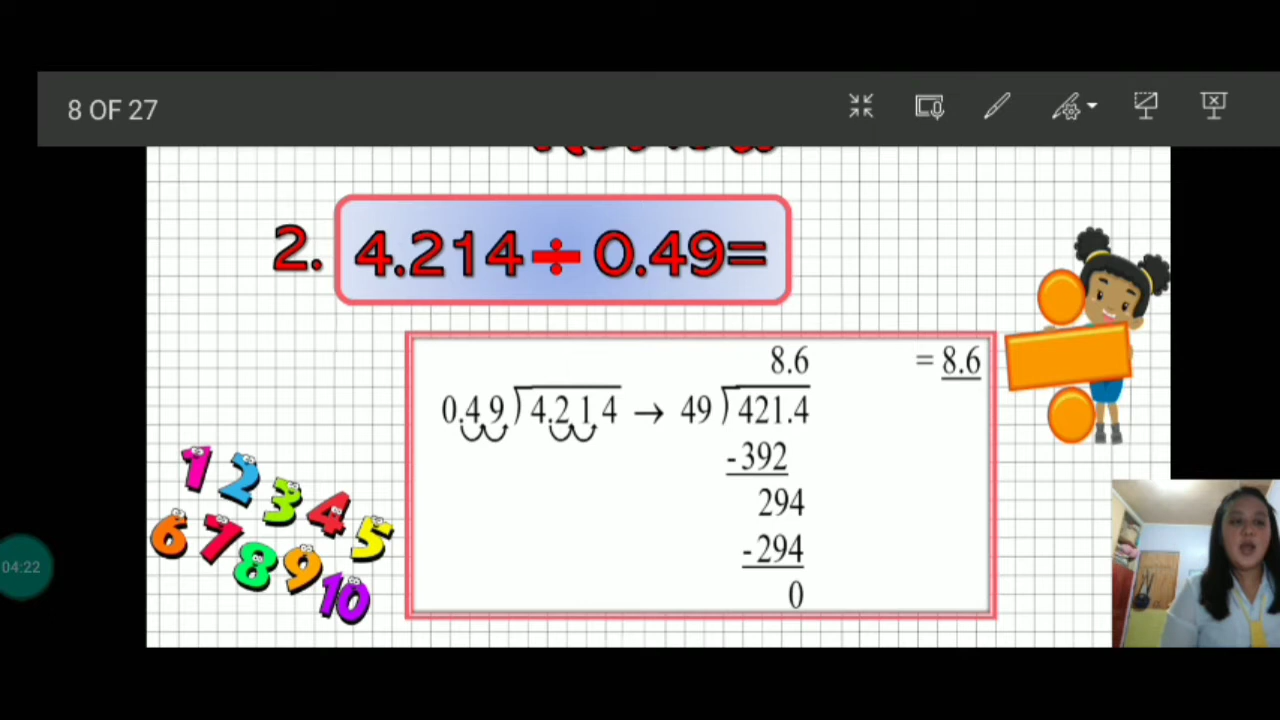 8 OF 27
2. 4.214÷0.49=
8.6 = 8.6
0.49 ) 4.214 → 49 ) 421.4
-392
294
-294
0
1 2 3 4 5
6 7 8 9 10
04:22